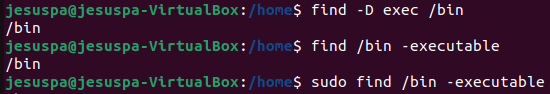 jesuspa@jesuspa-VirtualBox:/home$ find -D exec /bin
/bin
jesuspa@jesuspa-VirtualBox:/home$ find /bin -executable
/bin
jesuspa@jesuspa-VirtualBox:/home$ sudo find /bin -executable